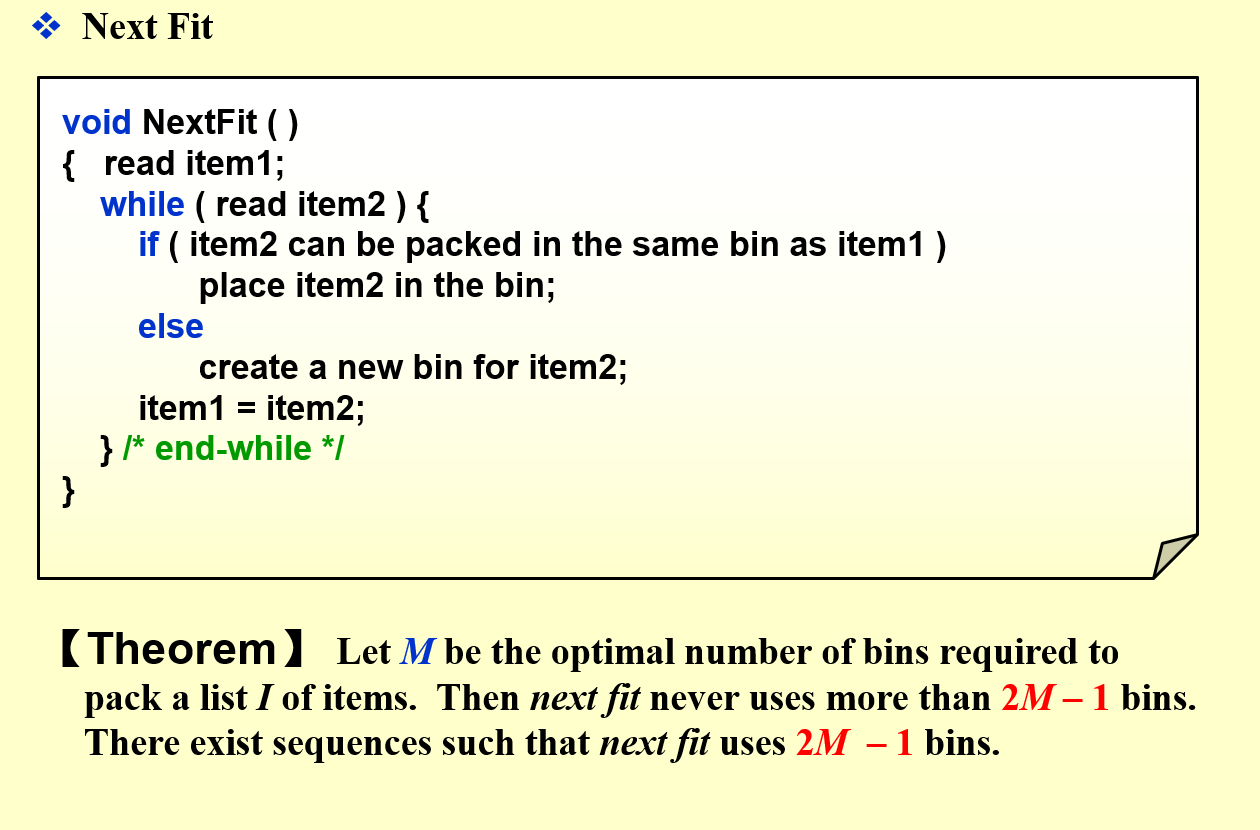 ❖ Next Fit
void NextFit ( )
{ read item1;
while ( read item2 ) {
if ( item2 can be packed in the same bin as item1 )
place item2 in the bin;
else
create a new bin for item2;
item1 = item2;
} /* end-while */
}
【Theorem】 Let M be the optimal number of bins required to
pack a list I of items. Then next fit never uses more than 2M – 1 bins.
There exist sequences such that next fit uses 2M – 1 bins.